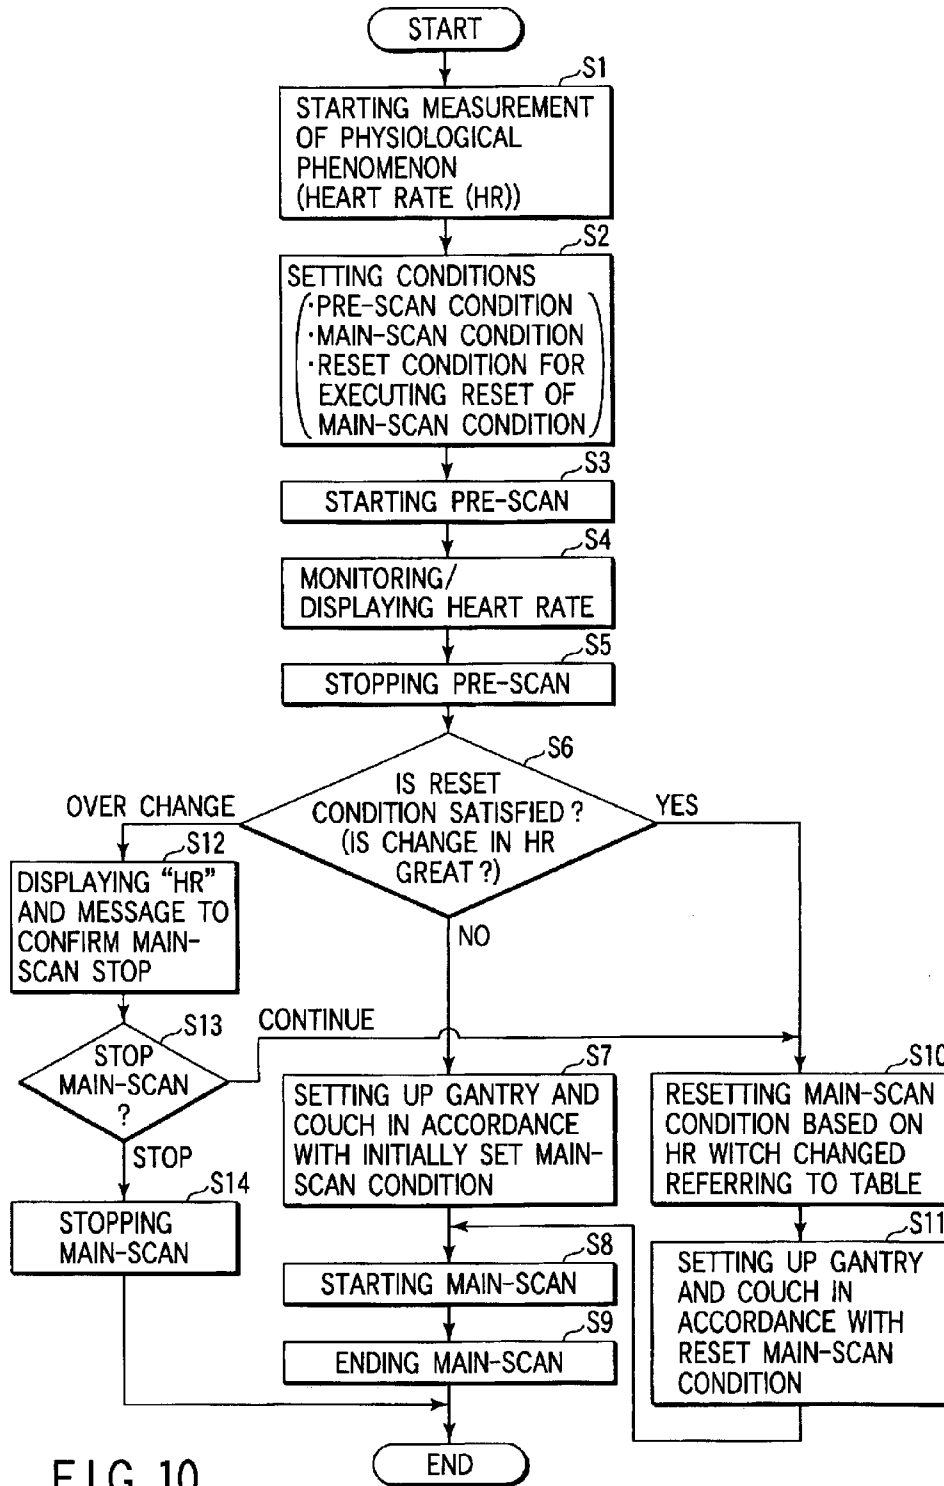 START
S1
STARTING MEASUREMENT
OF PHYSIOLOGICAL
PHENOMENON
(HEART RATE (HR))
S2
SETTING CONDITIONS
·PRE-SCAN CONDITION
·MAIN-SCAN CONDITION
·RESET CONDITION FOR
EXECUTING RESET OF
MAIN-SCAN CONDITION
S3
STARTING PRE-SCAN
S4
MONITORING/
DISPLAYING HEART RATE
S5
STOPPING PRE-SCAN
S6
IS RESET
CONDITION SATISFIED ?
(IS CHANGE IN HR
GREAT ?)
OVER CHANGE
YES
NO
S12
DISPLAYING “HR”
AND MESSAGE TO
CONFIRM MAIN-
SCAN STOP
S13
STOP
MAIN-SCAN
?
CONTINUE
STOP
S14
STOPPING
MAIN-SCAN
S7
SETTING UP GANTRY AND
COUCH IN ACCORDANCE
WITH INITIALLY SET MAIN-
SCAN CONDITION
S8
STARTING MAIN-SCAN
S9
ENDING MAIN-SCAN
S10
RESETTING MAIN-SCAN
CONDITION BASED ON
HR WITCH CHANGED
REFERRING TO TABLE
S11
SETTING UP GANTRY
AND COUCH IN
ACCORDANCE WITH
RESET MAIN-SCAN
CONDITION
END
FIG. 10